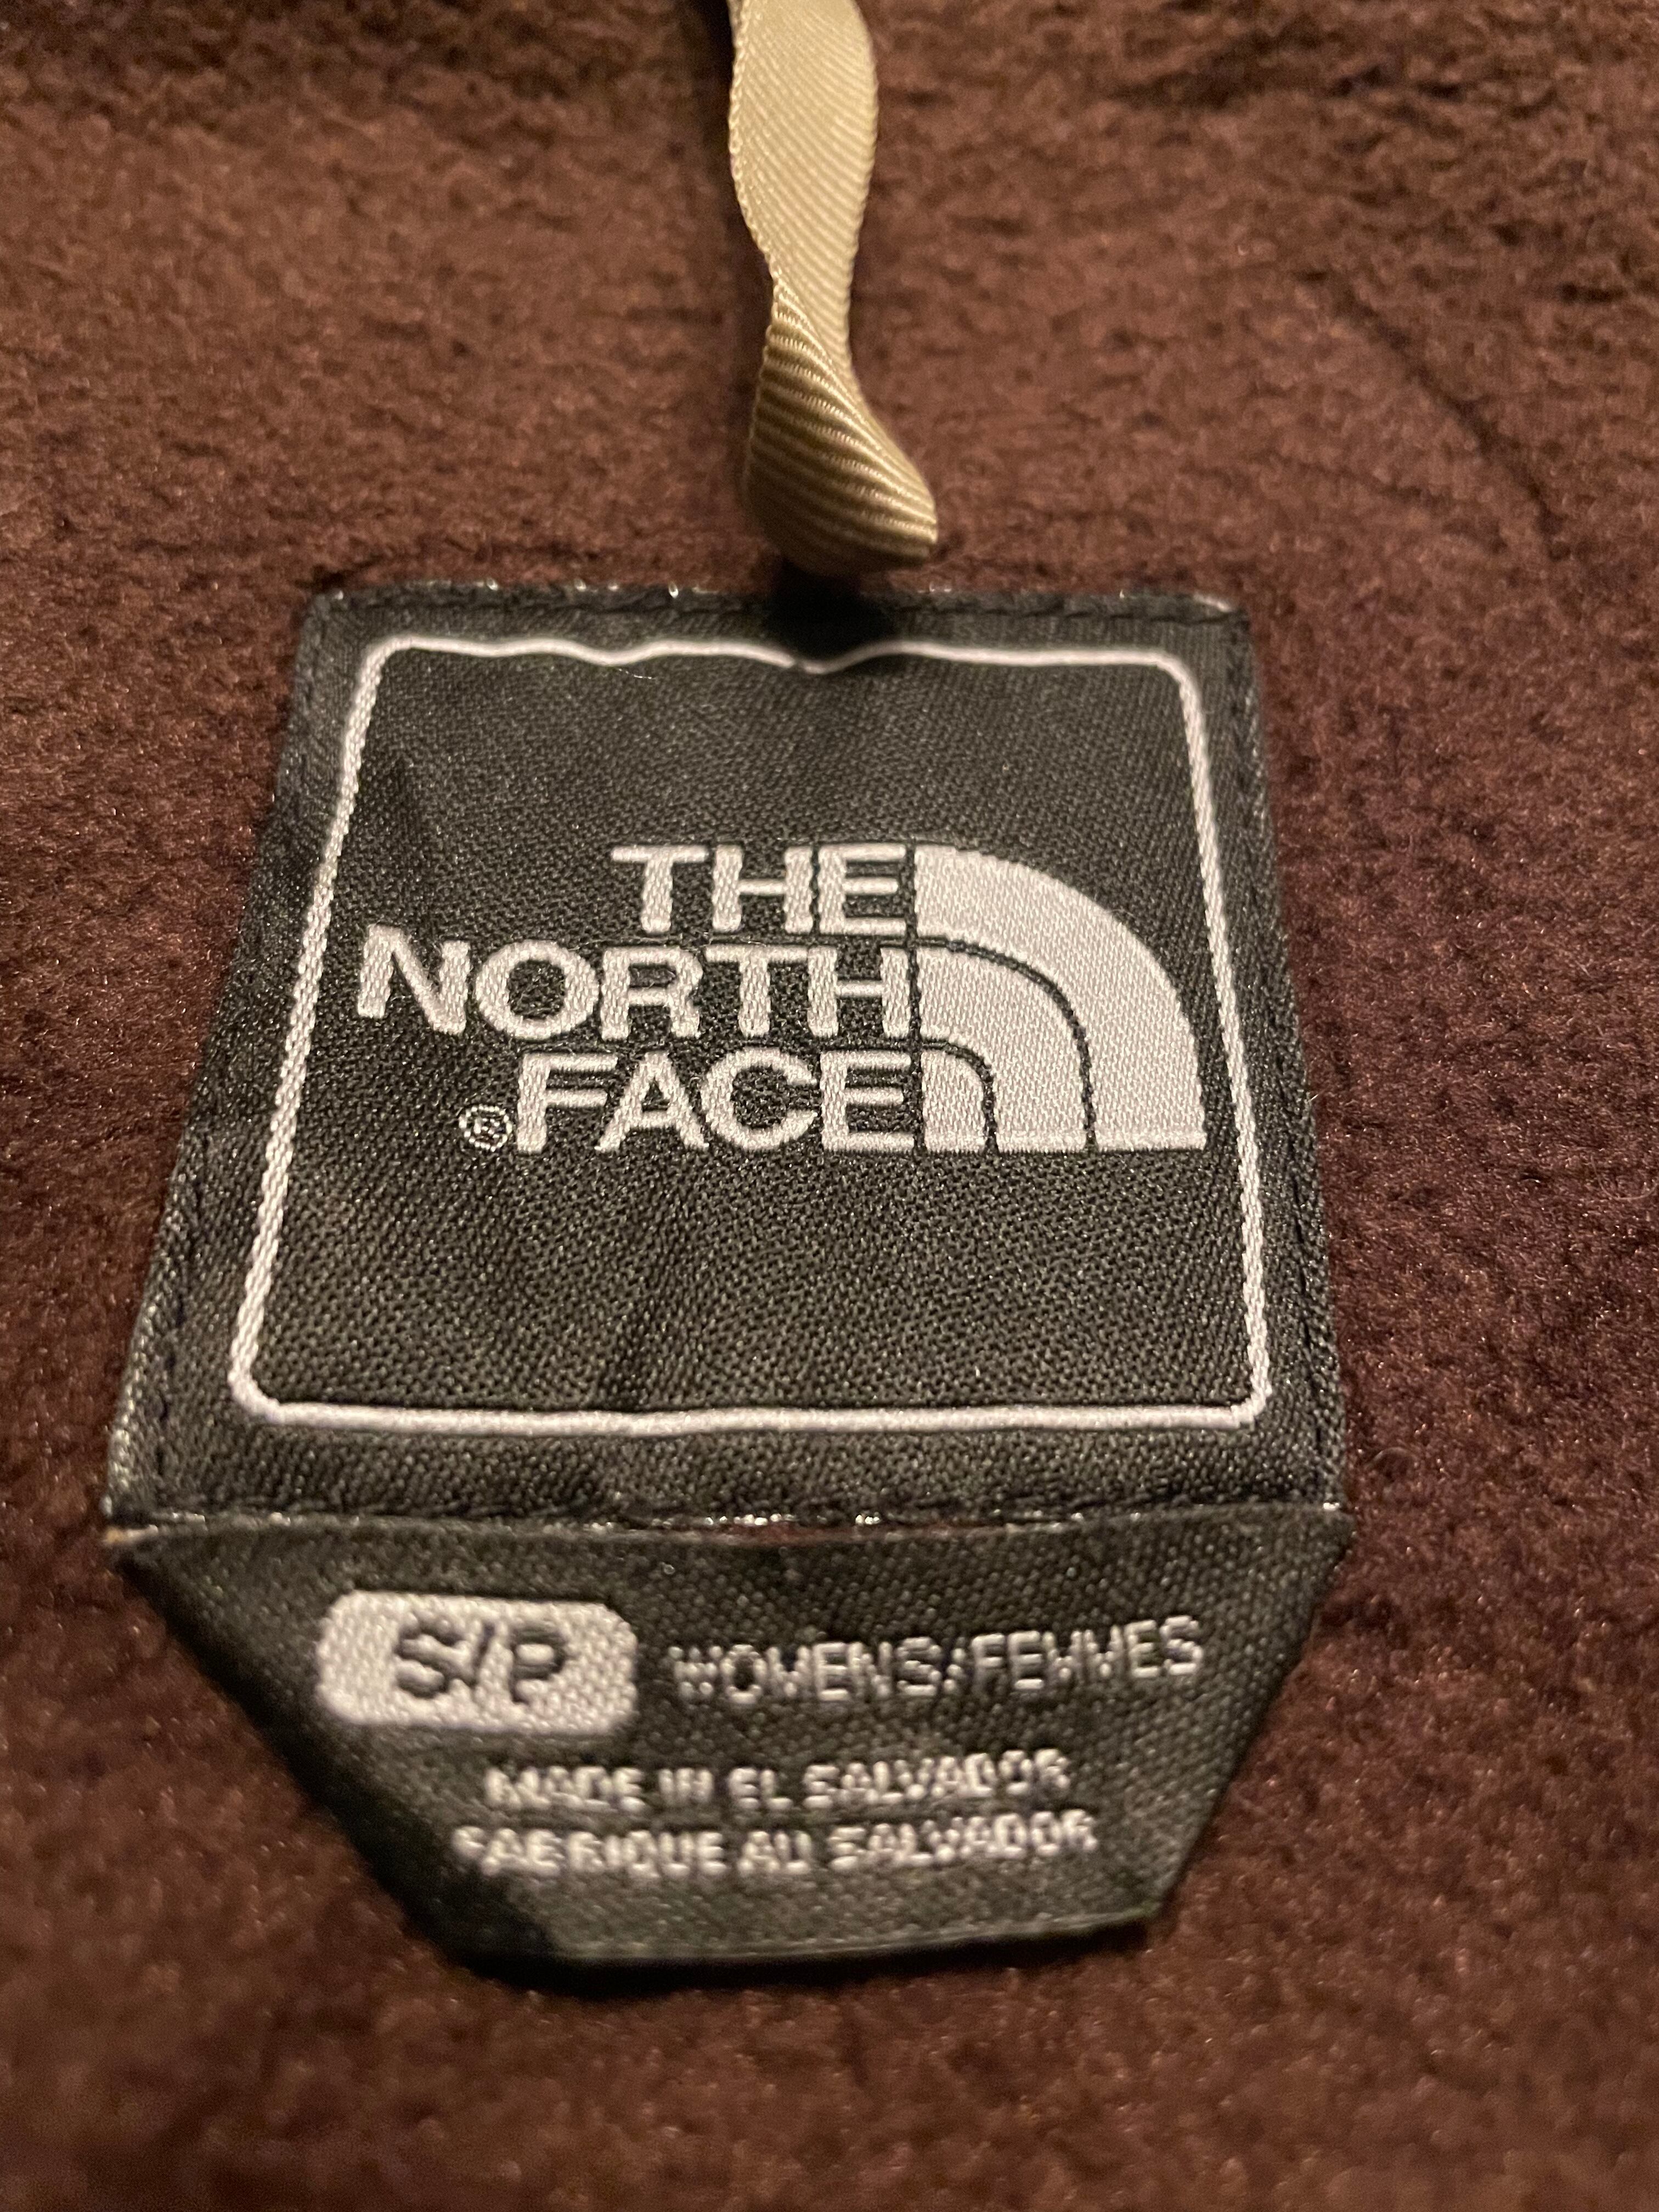 THE
NORTH
®FACE
S/P WOMENS/FEMMES
MADE IN EL SALVADOR
FABRIQUE AU SALVADOR